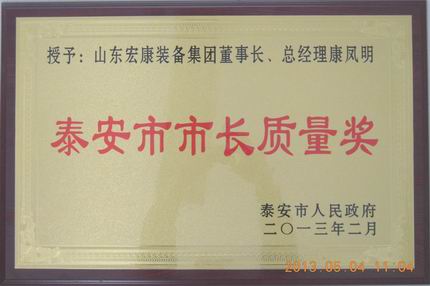 授予：山东宏康装备集团董事长、总经理康凤明
泰安市市长质量奖
泰安市人民政府
二〇一三年二月
2013.05.04 11:04